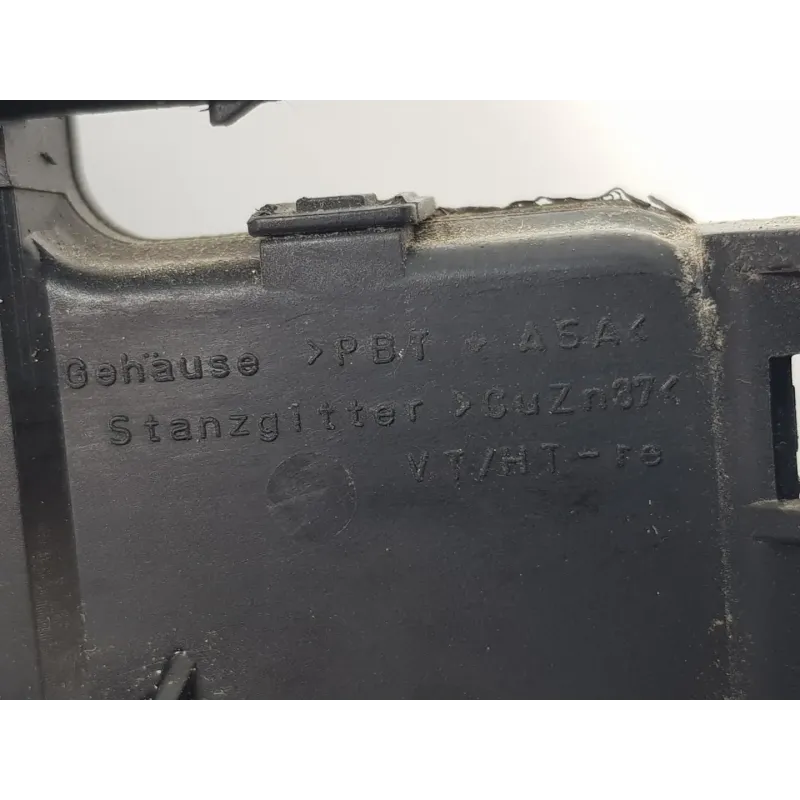 Gehäuse >PBT + ASA<
Stanzgitter >CuZn37<
VT/HT-re